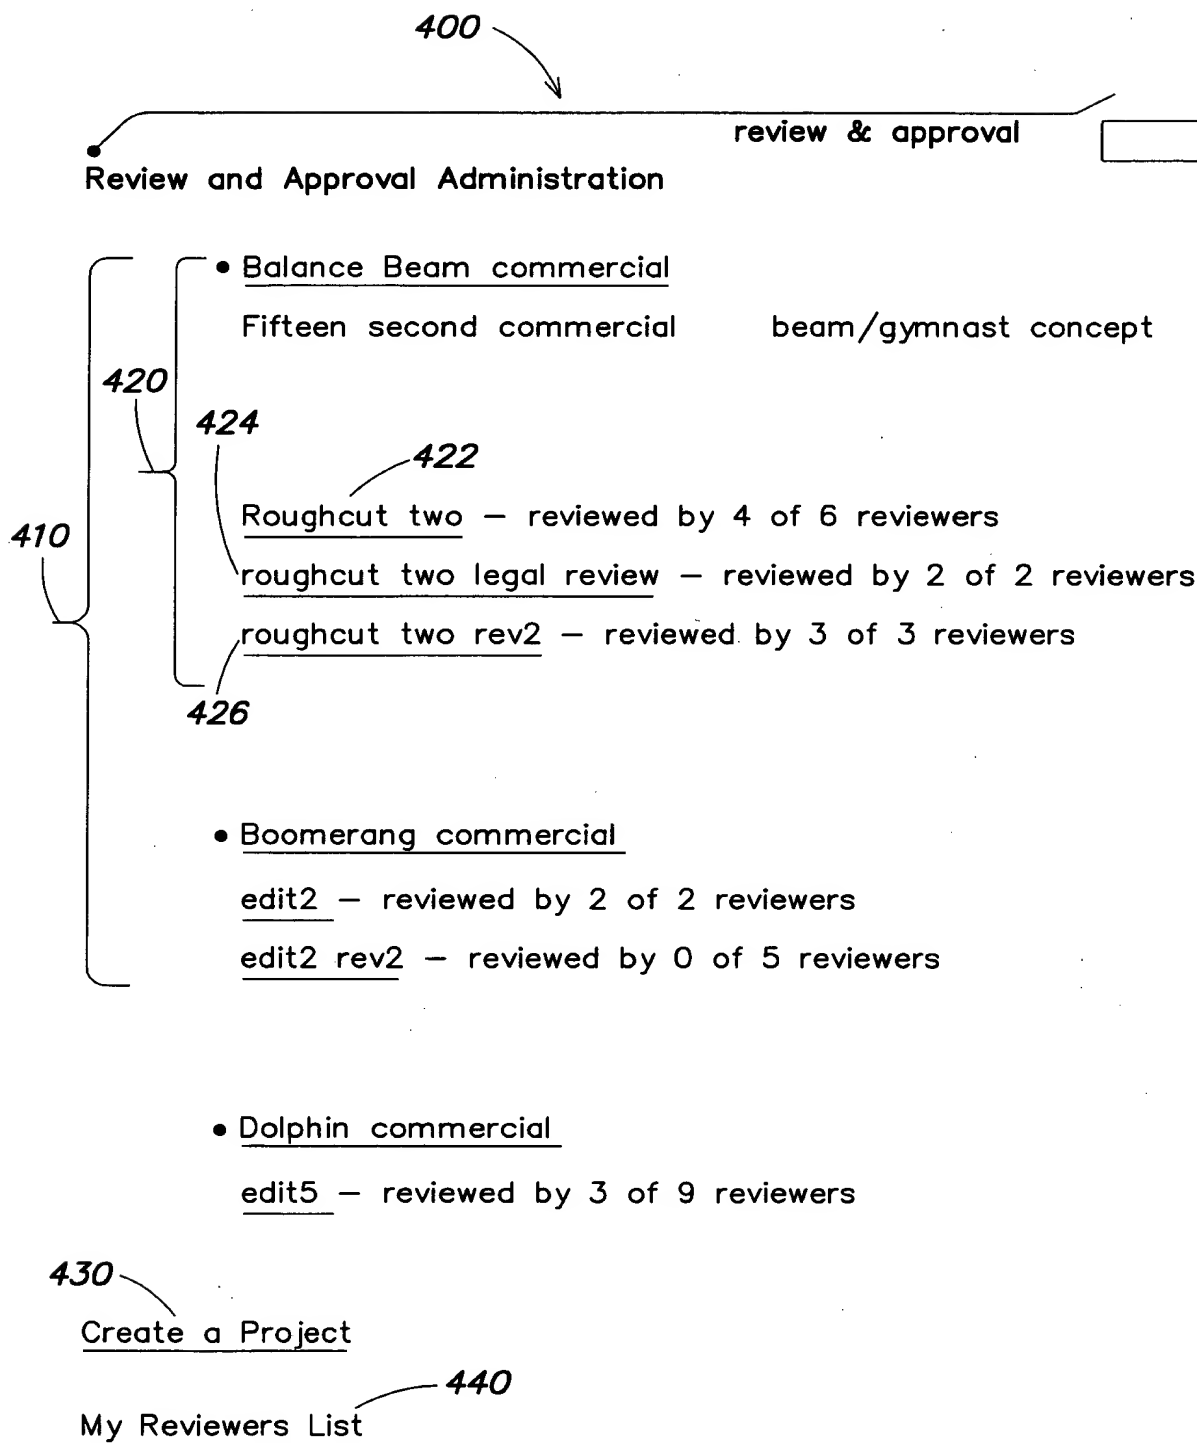 400
review & approval
Review and Approval Administration
• Balance Beam commercial
Fifteen second commercial beam/gymnast concept
420
424
422
Roughcut two – reviewed by 4 of 6 reviewers
410
roughcut two legal review – reviewed by 2 of 2 reviewers
roughcut two rev2 – reviewed by 3 of 3 reviewers
426
• Boomerang commercial
edit2 – reviewed by 2 of 2 reviewers
edit2 rev2 – reviewed by 0 of 5 reviewers
• Dolphin commercial
edit5 – reviewed by 3 of 9 reviewers
430
Create a Project
440
My Reviewers List